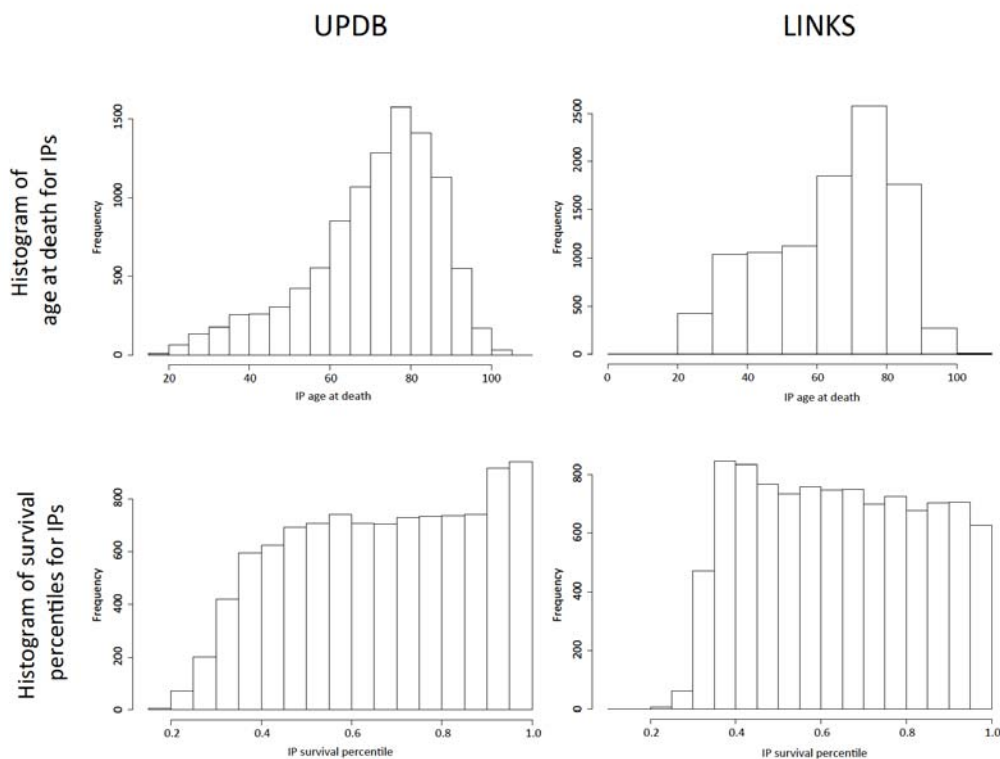 UPDB
LINKS
Histogram of
age at death for IPs
Frequency
0
500
1000
1500
20
40
60
80
100
IP age at death
Frequency
0
500
1000
1500
2000
2500
0
20
40
60
80
100
IP age at death
Histogram of survival
percentiles for IPs
Frequency
0
200
400
600
800
0.2
0.4
0.6
0.8
1.0
IP survival percentile
Frequency
0
200
400
600
800
0.2
0.4
0.6
0.8
1.0
IP survival percentile